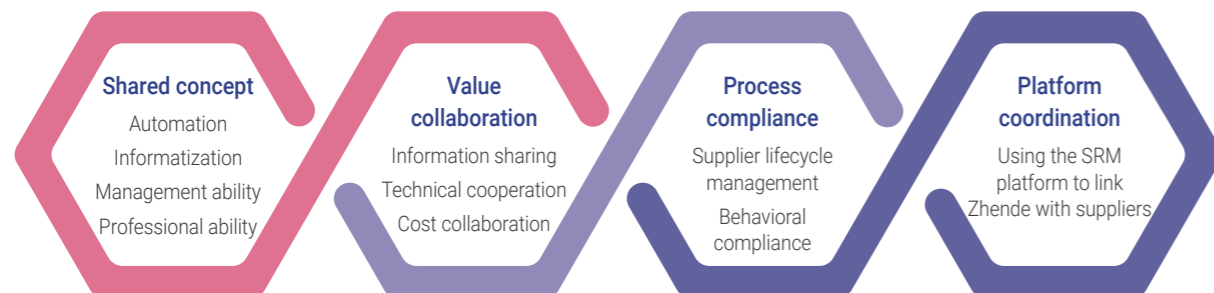 Shared concept
Automation
Informatization
Management ability
Professional ability
Value
collaboration
Information sharing
Technical cooperation
Cost collaboration
Process
compliance
Supplier lifecycle
management
Behavioral
compliance
Platform
coordination
Using the SRM
platform to link
Zhende with suppliers